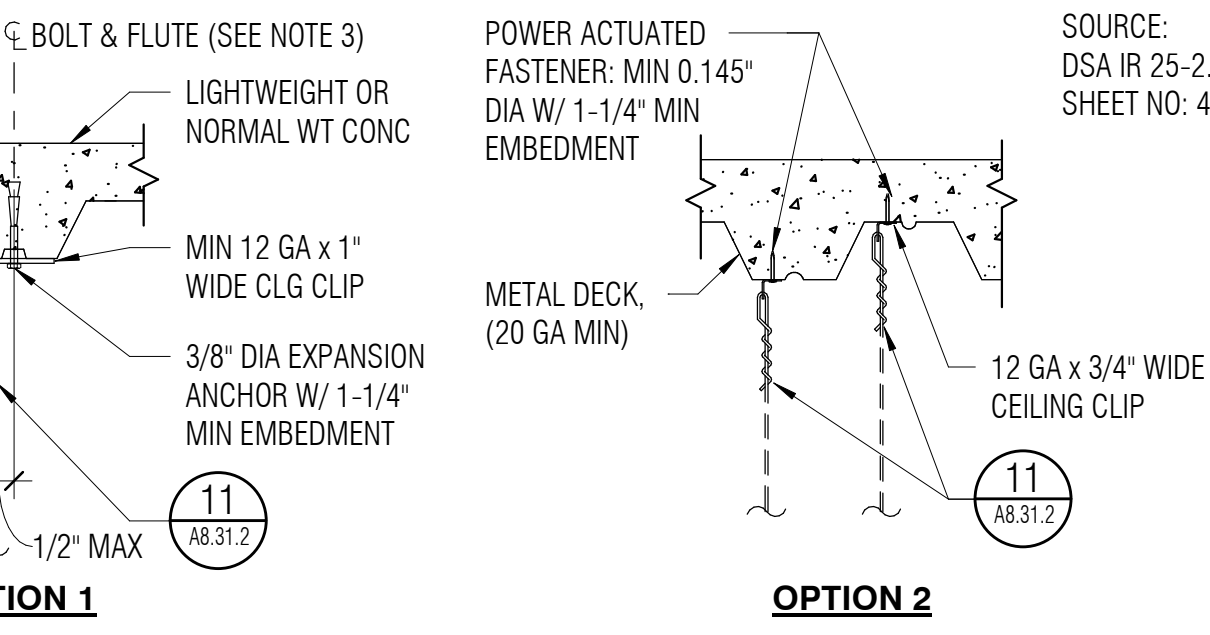 ℄ BOLT & FLUTE (SEE NOTE 3)
LIGHTWEIGHT OR
NORMAL WT CONC
MIN 12 GA x 1"
WIDE CLG CLIP
3/8" DIA EXPANSION
ANCHOR W/ 1-1/4"
MIN EMBEDMENT
11
A8.31.2
1/2" MAX
TION 1
POWER ACTUATED
FASTENER: MIN 0.145"
DIA W/ 1-1/4" MIN
EMBEDMENT
METAL DECK,
(20 GA MIN)
12 GA x 3/4" WIDE
CEILING CLIP
11
A8.31.2
OPTION 2
SOURCE:
DSA IR 25-2.
SHEET NO: 4